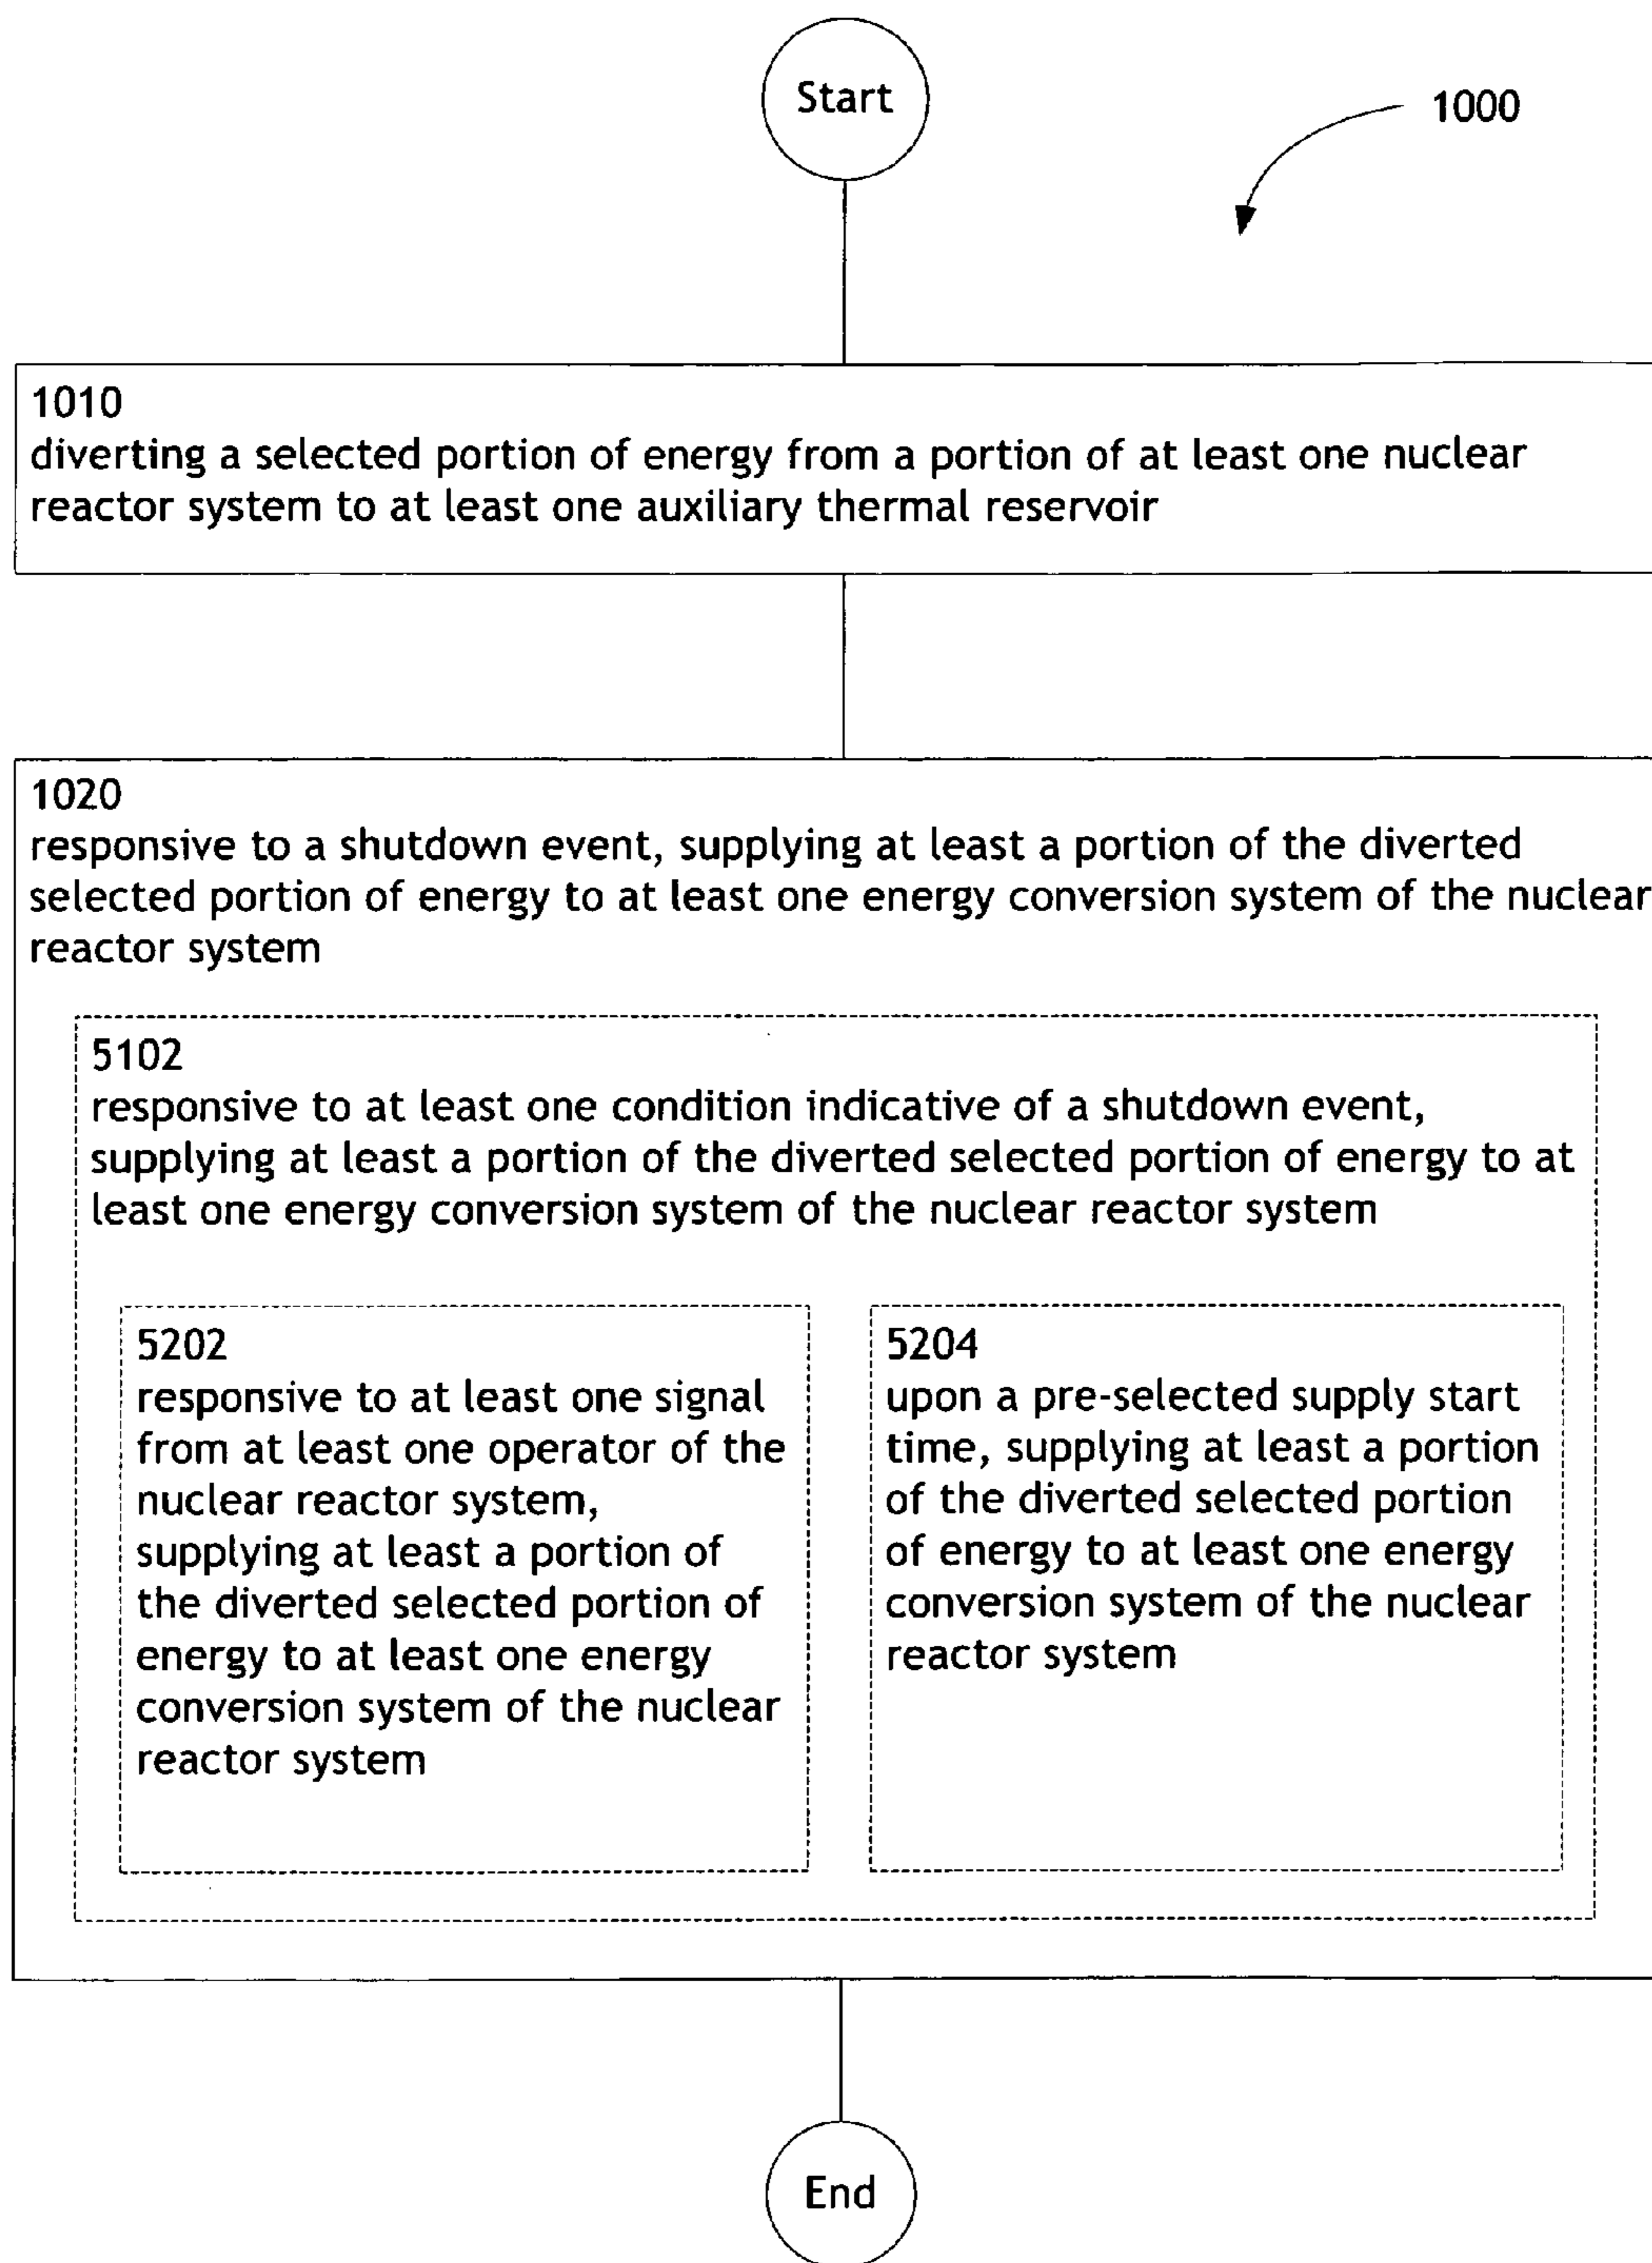 Start
1000
1010
diverting a selected portion of energy from a portion of at least one nuclear
reactor system to at least one auxiliary thermal reservoir
1020
responsive to a shutdown event, supplying at least a portion of the diverted
selected portion of energy to at least one energy conversion system of the nuclear
reactor system
5102
responsive to at least one condition indicative of a shutdown event,
supplying at least a portion of the diverted selected portion of energy to at
least one energy conversion system of the nuclear reactor system
5202
responsive to at least one signal
from at least one operator of the
nuclear reactor system,
supplying at least a portion of
the diverted selected portion of
energy to at least one energy
conversion system of the nuclear
reactor system
5204
upon a pre-selected supply start
time, supplying at least a portion
of the diverted selected portion
of energy to at least one energy
conversion system of the nuclear
reactor system
End